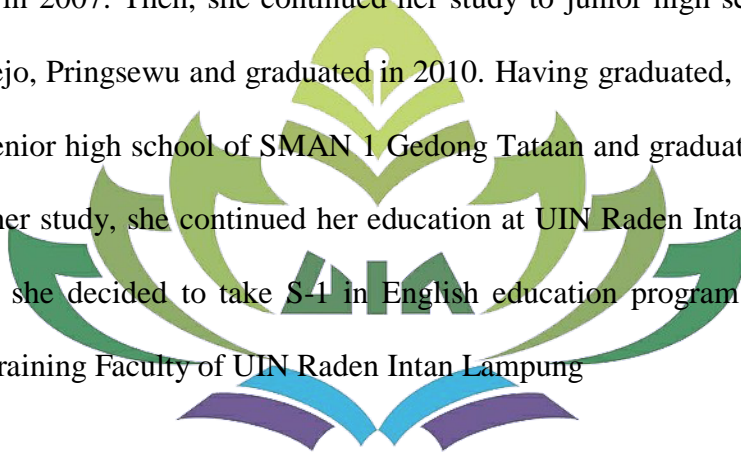 in 2007. Then, she continued her study to junior high sc
ejo, Pringsewu and graduated in 2010. Having graduated,
enior high school of SMAN 1 Gedong Tataan and graduat
her study, she continued her education at UIN Raden Inta
UIN
she decided to take S-1 in English education program
raining Faculty of UIN Raden Intan Lampung